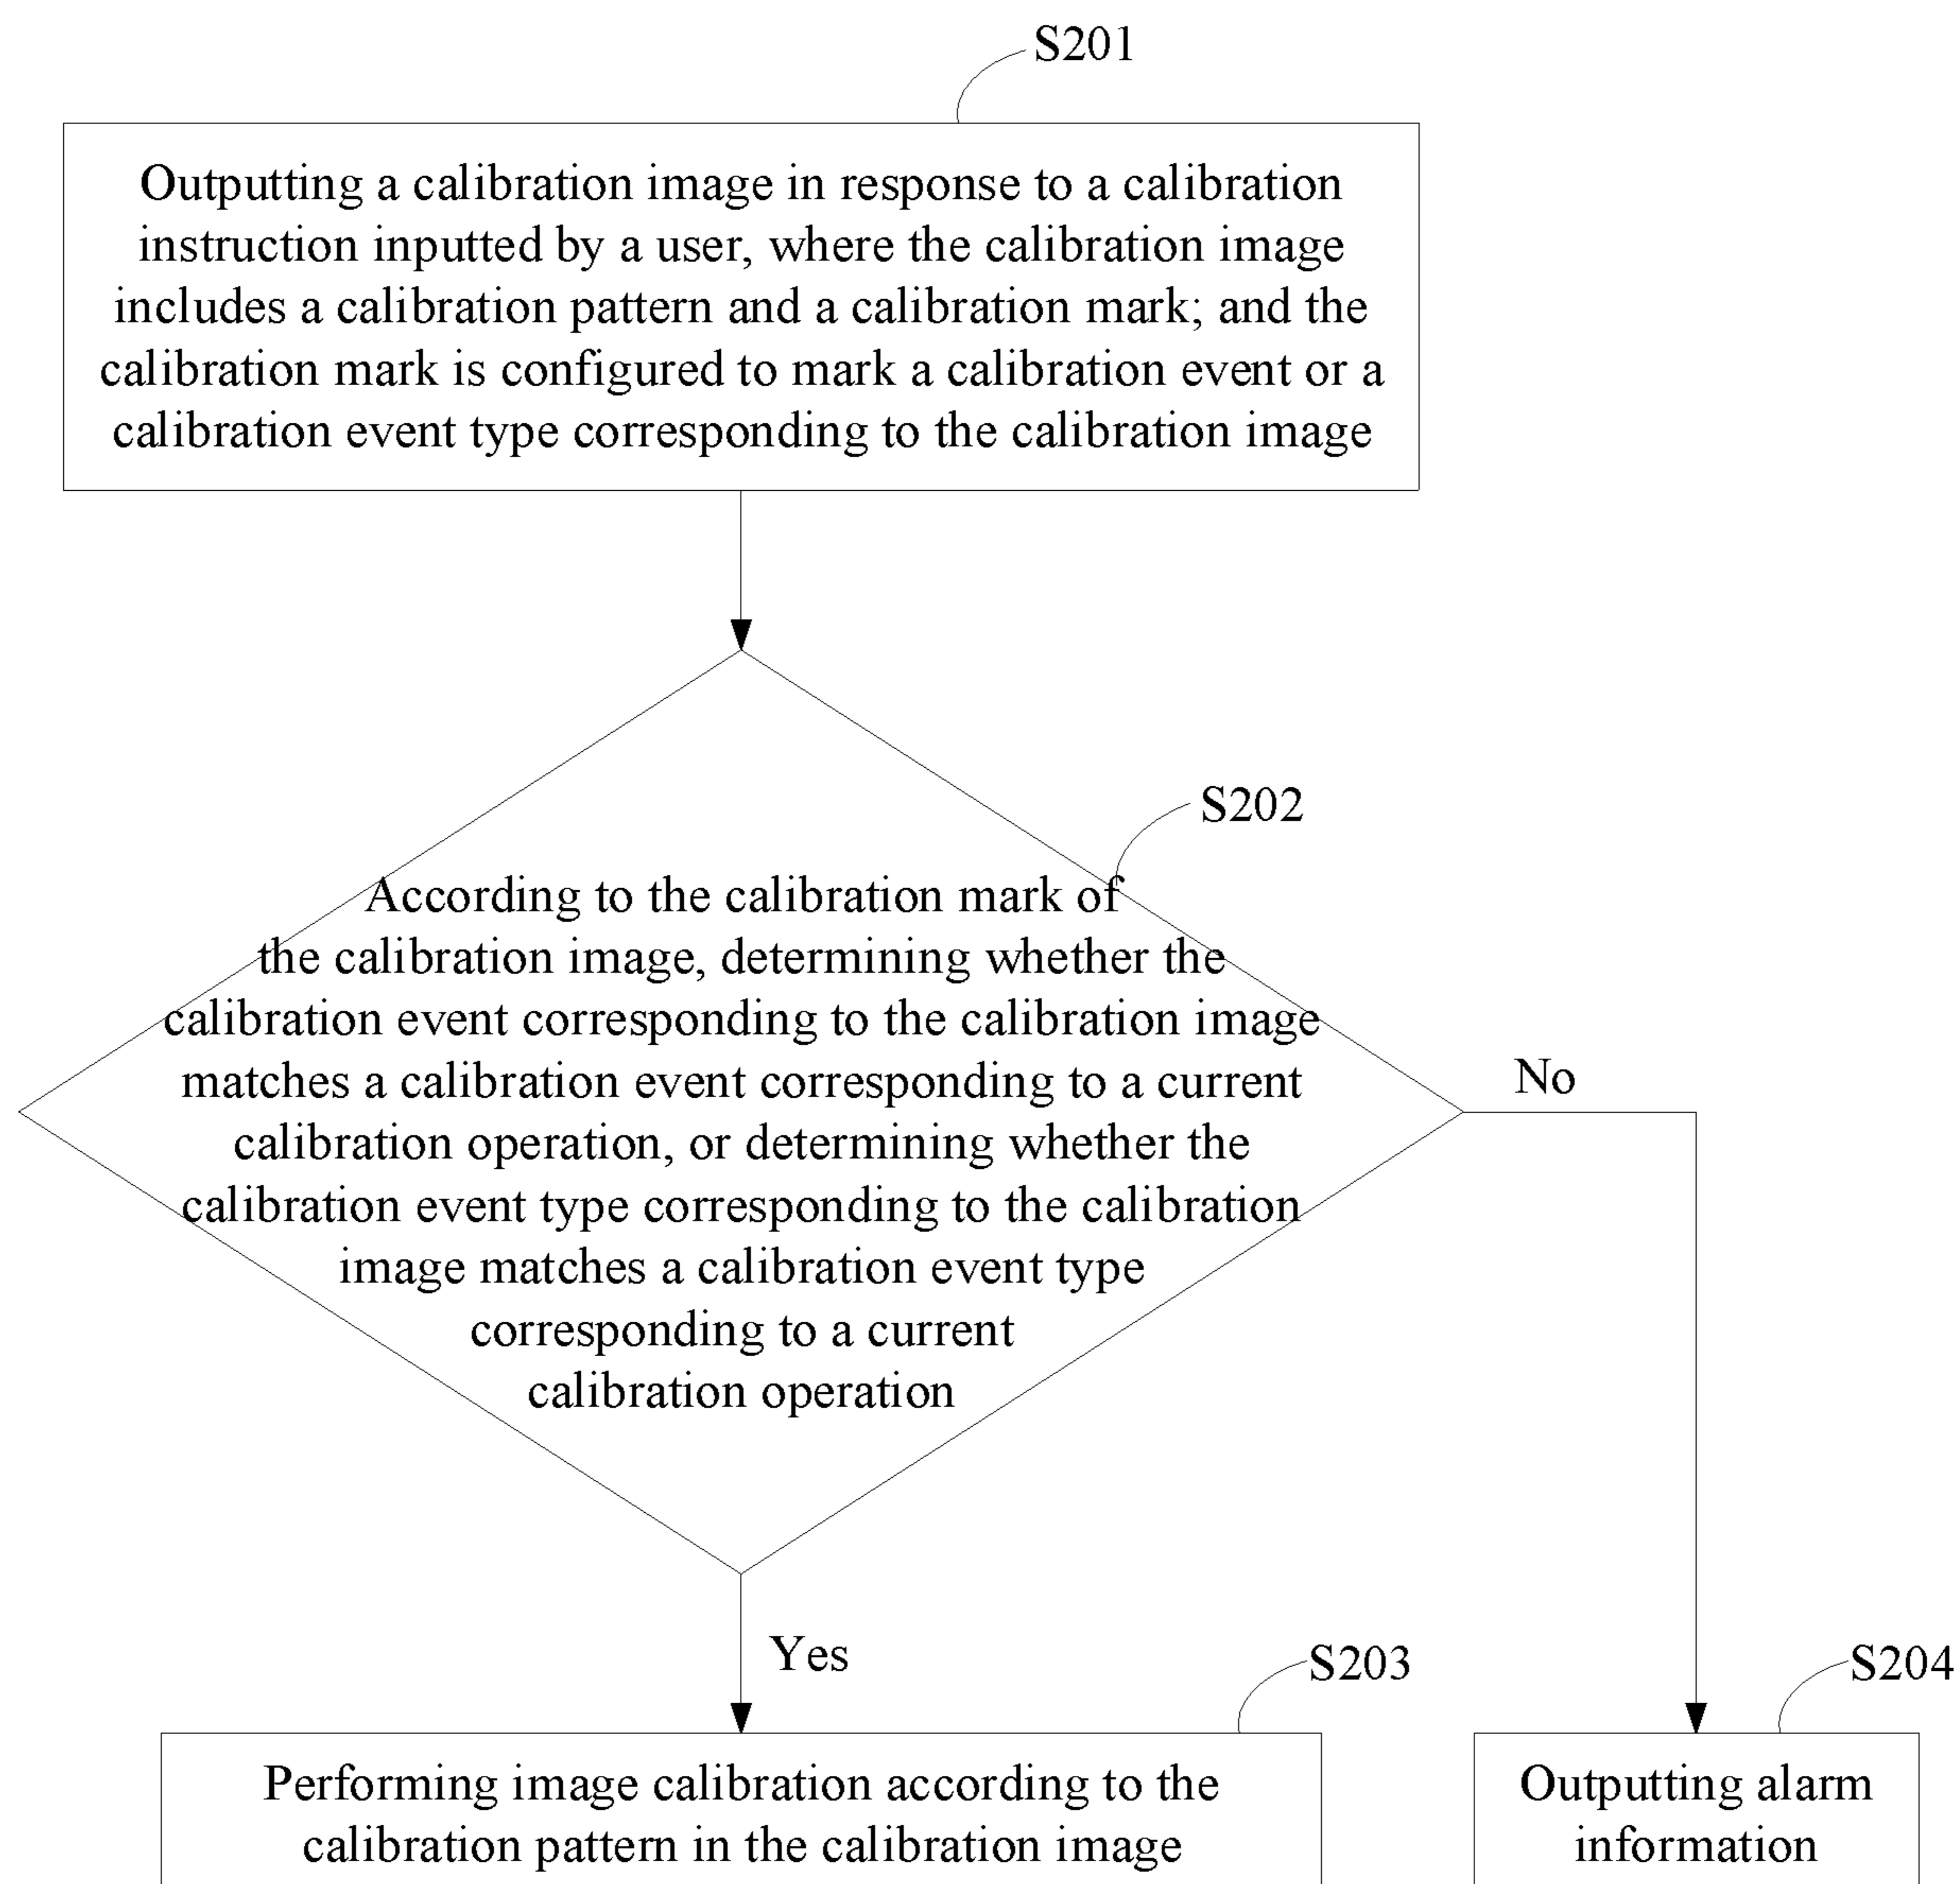 S201
Outputting a calibration image in response to a calibration
instruction inputted by a user, where the calibration image
includes a calibration pattern and a calibration mark; and the
calibration mark is configured to mark a calibration event or a
calibration event type corresponding to the calibration image
S202
According to the calibration mark of
the calibration image, determining whether the
calibration event corresponding to the calibration image
matches a calibration event corresponding to a current
calibration operation, or determining whether the
calibration event type corresponding to the calibration
image matches a calibration event type
corresponding to a current
calibration operation
No
Yes
S203
S204
Performing image calibration according to the
calibration pattern in the calibration image
Outputting alarm
information